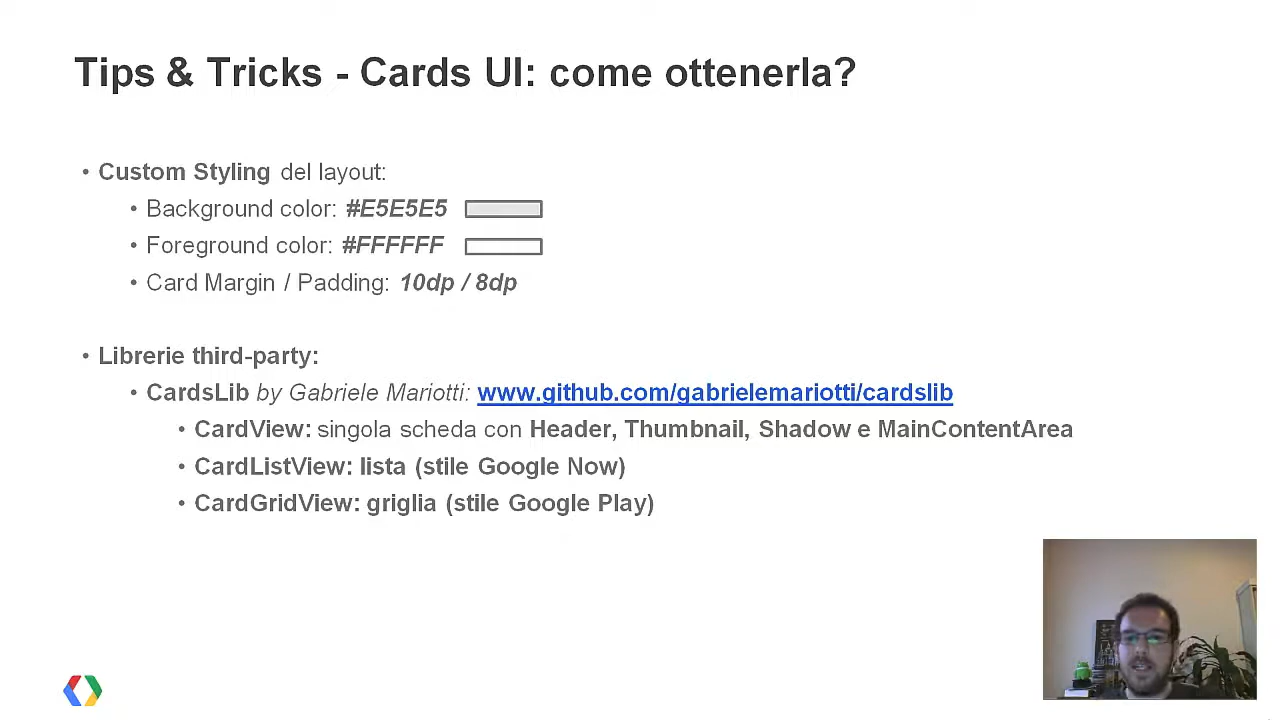 Tips & Tricks - Cards UI: come ottenerla?
• Custom Styling del layout:
• Background color: #E5E5E5
• Foreground color: #FFFFFF
• Card Margin / Padding: 10dp / 8dp
• Librerie third-party:
• CardsLib by Gabriele Mariotti: www.github.com/gabrielemariotti/cardslib
• CardView: singola scheda con Header, Thumbnail, Shadow e MainContentArea
• CardListView: lista (stile Google Now)
• CardGridView: griglia (stile Google Play)